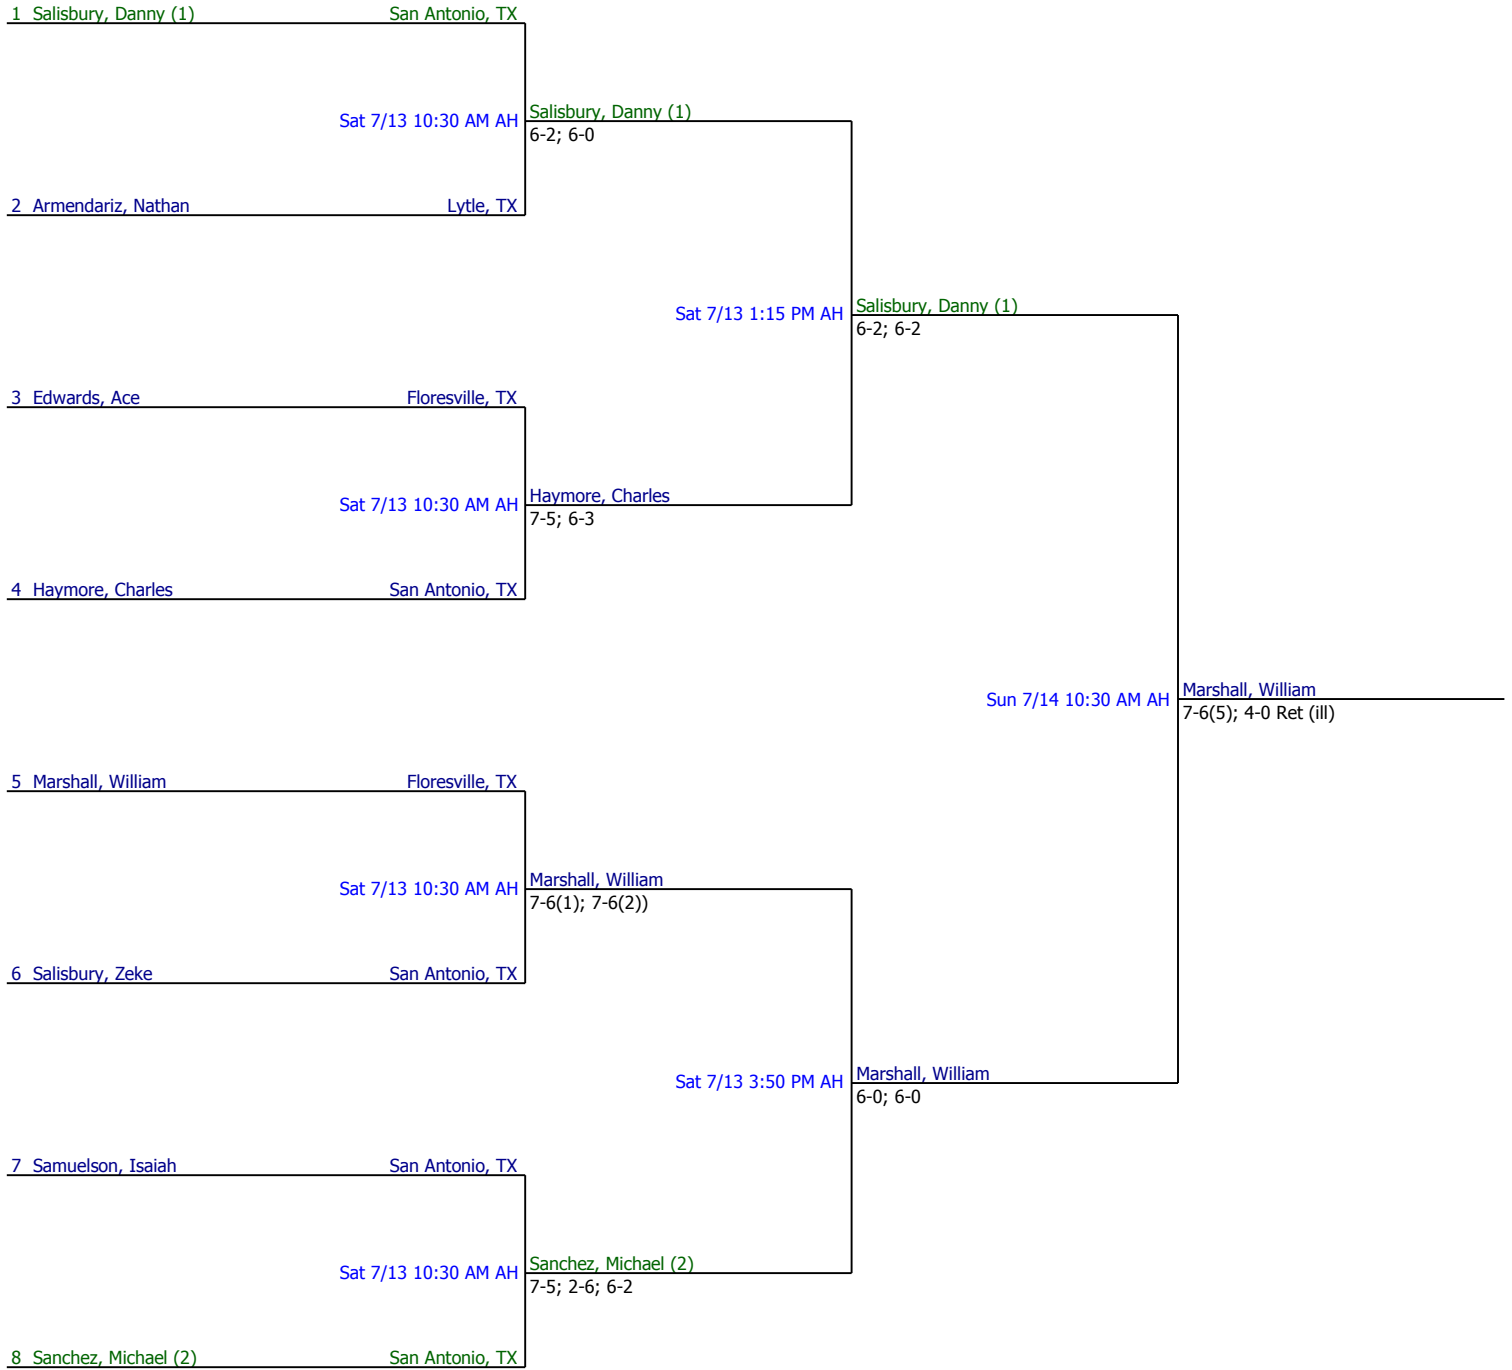 1 Salisbury, Danny (1) San Antonio, TX
Sat 7/13 10:30 AM AH
Salisbury, Danny (1)
6-2; 6-0
2 Armendariz, Nathan Lytle, TX
Sat 7/13 1:15 PM AH
Salisbury, Danny (1)
6-2; 6-2
3 Edwards, Ace Floresville, TX
Sat 7/13 10:30 AM AH
Haymore, Charles
7-5; 6-3
4 Haymore, Charles San Antonio, TX
Sun 7/14 10:30 AM AH
Marshall, William
7-6(5); 4-0 Ret (ill)
5 Marshall, William Floresville, TX
Sat 7/13 10:30 AM AH
Marshall, William
7-6(1); 7-6(2))
6 Salisbury, Zeke San Antonio, TX
Sat 7/13 3:50 PM AH
Marshall, William
6-0; 6-0
7 Samuelson, Isaiah San Antonio, TX
Sat 7/13 10:30 AM AH
Sanchez, Michael (2)
7-5; 2-6; 6-2
8 Sanchez, Michael (2) San Antonio, TX